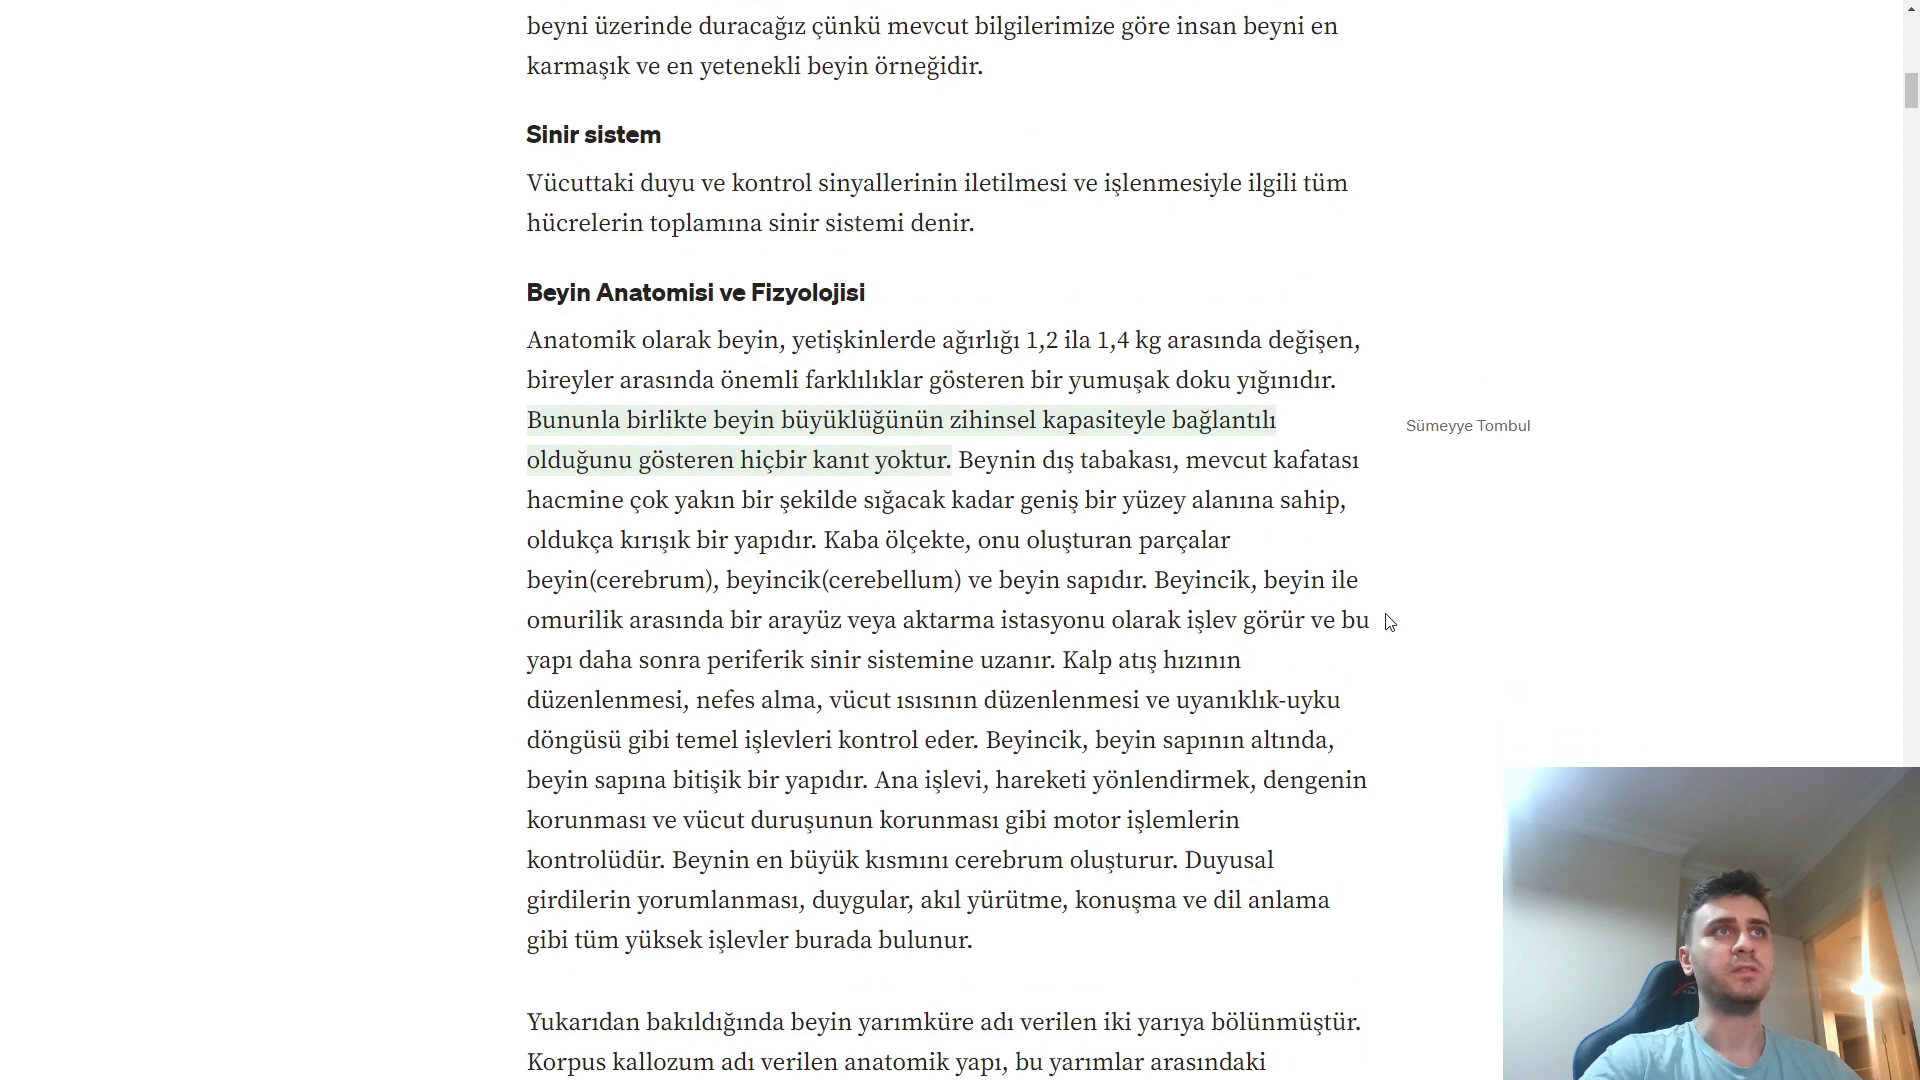 beyni üzerinde duracağız çünkü mevcut bilgilerimize göre insan beyni en
karmaşık ve en yetenekli beyin örneğidir.
Sinir sistem
Vücuttaki duyu ve kontrol sinyallerinin iletilmesi ve işlenmesiyle ilgili tüm
hücrelerin toplamına sinir sistemi denir.
Beyin Anatomisi ve Fizyolojisi
Anatomik olarak beyin, yetişkinlerde ağırlığı 1,2 ila 1,4 kg arasında değişen,
bireyler arasında önemli farklılıklar gösteren bir yumuşak doku yığınıdır.
Bununla birlikte beyin büyüklüğünün zihinsel kapasiteyle bağlantılı
Sümeyye Tombul
olduğunu gösteren hiçbir kanıt yoktur. Beynin dış tabakası, mevcut kafatası
hacmine çok yakın bir şekilde sığacak kadar geniş bir yüzey alanına sahip,
oldukça kırışık bir yapıdır. Kaba ölçekte, onu oluşturan parçalar
beyin(cerebrum), beyincik(cerebellum) ve beyin sapıdır. Beyincik, beyin ile
omurilik arasında bir arayüz veya aktarma istasyonu olarak işlev görür ve bu
yapı daha sonra periferik sinir sistemine uzanır. Kalp atış hızının
düzenlenmesi, nefes alma, vücut ısısının düzenlenmesi ve uyanıklık-uyku
döngüsü gibi temel işlevleri kontrol eder. Beyincik, beyin sapının altında,
beyin sapına bitişik bir yapıdır. Ana işlevi, hareketi yönlendirmek, dengenin
korunması ve vücut duruşunun korunması gibi motor işlemlerin
kontrolüdür. Beynin en büyük kısmını cerebrum oluşturur. Duyusal
girdilerin yorumlanması, duygular, akıl yürütme, konuşma ve dil anlama
gibi tüm yüksek işlevler burada bulunur.
Yukarıdan bakıldığında beyin yarımküre adı verilen iki yarıya bölünmüştür.
Korpus kallozum adı verilen anatomik yapı, bu yarımlar arasındaki